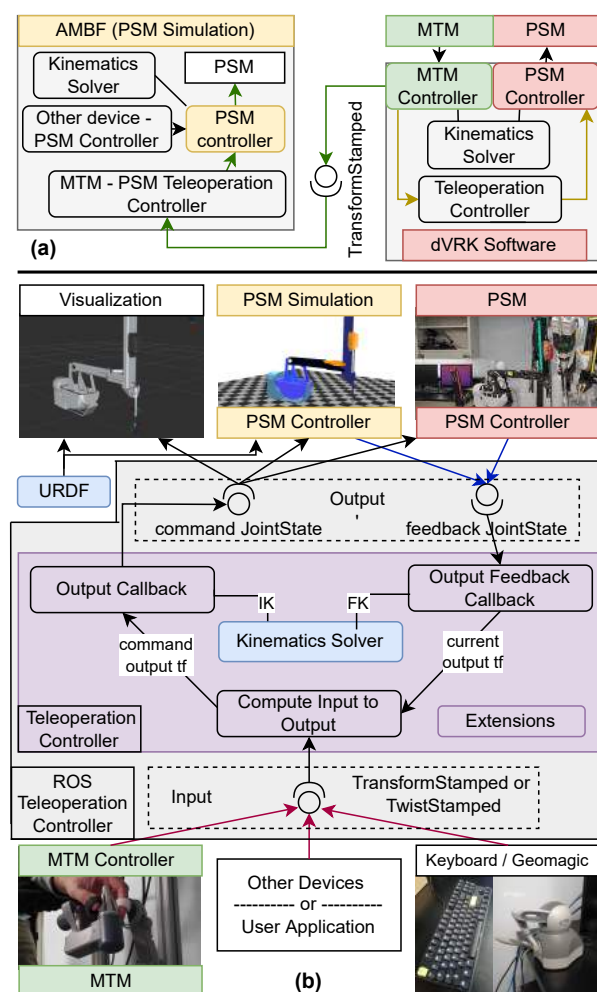 AMBF (PSM Simulation)
Kinematics
Solver
PSM
Other device -
PSM Controller
PSM
controller
MTM - PSM Teleoperation
Controller
(a)
TransformStamped
MTM
PSM
MTM
Controller
PSM
Controller
Kinematics
Solver
Teleoperation
Controller
dVRK Software
Visualization
PSM Simulation
PSM
PSM Controller
PSM Controller
URDF
Output
,
command JointState
feedback JointState
Output Callback
Output Feedback
Callback
IK
FK
Kinematics Solver
command
output tf
current
output tf
Compute Input to
Output
Teleoperation
Controller
Extensions
ROS
Teleoperation
Controller
Input
TransformStamped or
TwistStamped
MTM Controller
Other Devices
---------- or ----------
User Application
Keyboard / Geomagic
MTM
(b)